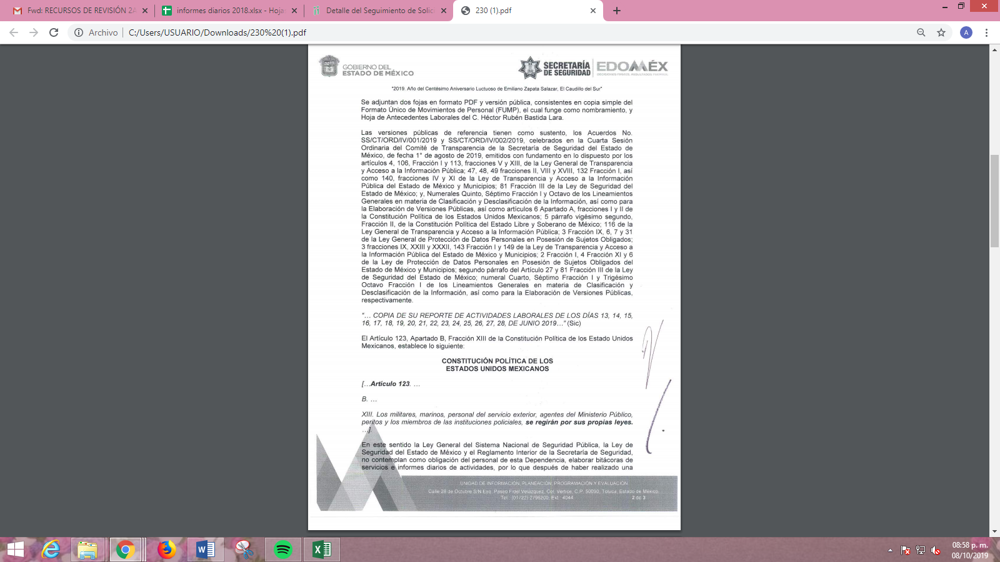 Fwd: RECURSOS DE REVISIÓN 2A
informes diarios 2018.xlsx - Hoja
Detalle del Seguimiento de Solic
230 (1).pdf
Archivo
C:/Users/USUARIO/Downloads/230%20(1).pdf
A
GOBIERNO DEL
ESTADO DE MÉXICO
SECRETARÍA
DE SEGURIDAD
EDOMÉX
DECISIONES FIRMES, RESULTADOS FUERTES.
"2019. Año del Centésimo Aniversario Luctuoso de Emiliano Zapata Salazar, El Caudillo del Sur"
Se adjuntan dos fojas en formato PDF y versión pública, consistentes en copia simple del
Formato Único de Movimientos de Personal (FUMP), el cual funge como nombramiento, y
Hoja de Antecedentes Laborales del C. Héctor Rubén Bastida Lara.
Las versiones públicas de referencia tienen como sustento, los Acuerdos No.
SS/CT/ORD/IV/001/2019 y SS/CT/ORD/IV/002/2019, celebrados en la Cuarta Sesión
Ordinaria del Comité de Transparencia de la Secretaría de Seguridad del Estado de
México, de fecha 1° de agosto de 2019, emitidos con fundamento en lo dispuesto por los
artículos 4, 106, Fracción I y 113, fracciones V y XIII, de la Ley General de Transparencia
y Acceso a la Información Pública; 47, 48, 49 fracciones II, VIII y XVIII, 132 Fracción I, así
como 140, fracciones IV y XI de la Ley de Transparencia y Acceso a la Información
Pública del Estado de México y Municipios; 81 Fracción III de la Ley de Seguridad del
Estado de México; y, Numerales Quinto, Séptimo Fracción I y Octavo de los Lineamientos
Generales en materia de Clasificación y Desclasificación de la Información, así como para
la Elaboración de Versiones Públicas, así como artículos 6 Apartado A, fracciones I y II de
la Constitución Política de los Estados Unidos Mexicanos; 5 párrafo vigésimo segundo,
Fracción II, de la Constitución Política del Estado Libre y Soberano de México; 116 de la
Ley General de Transparencia y Acceso a la Información Pública; 3 Fracción IX, 6, 7 y 31
de la Ley General de Protección de Datos Personales en Posesión de Sujetos Obligados;
3 fracciones IX, XXIII y XXXII, 143 Fracción I y 149 de la Ley de Transparencia y Acceso a
la Información Pública del Estado de México y Municipios; 2 Fracción I, 4 Fracción XI y 6
de la Ley de Protección de Datos Personales en Posesión de Sujetos Obligados del
Estado de México y Municipios; segundo párrafo del Artículo 27 y 81 Fracción III de la Ley
de Seguridad del Estado de México; numeral Cuarto, Séptimo Fracción I y Trigésimo
Octavo Fracción I de los Lineamientos Generales en materia de Clasificación y
Desclasificación de la Información, así como para la Elaboración de Versiones Públicas,
respectivamente.
"… COPIA DE SU REPORTE DE ACTIVIDADES LABORALES DE LOS DÍAS 13, 14, 15,
16, 17, 18, 19, 20, 21, 22, 23, 24, 25, 26, 27, 28, DE JUNIO 2019…" (Sic)
El Artículo 123, Apartado B, Fracción XIII de la Constitución Política de los Estado Unidos
Mexicanos, establece lo siguiente:
CONSTITUCIÓN POLÍTICA DE LOS
ESTADOS UNIDOS MEXICANOS
[…Artículo 123. …
B. …
XIII. Los militares, marinos, personal del servicio exterior, agentes del Ministerio Público,
peritos y los miembros de las instituciones policiales, se regirán por sus propias leyes.
…].
En este sentido la Ley General del Sistema Nacional de Seguridad Pública, la Ley de
Seguridad del Estado de México y el Reglamento Interior de la Secretaría de Seguridad,
no contemplan como obligación del personal de esta Dependencia, elaborar bitácoras de
servicios e informes diarios de actividades, por lo que después de haber realizado una
UNIDAD DE INFORMACIÓN, PLANEACIÓN, PROGRAMACIÓN Y EVALUACIÓN
Calle 28 de Octubre S/N Esq. Paseo Fidel Velázquez, Col. Vértice, C.P. 50090, Toluca, Estado de México.
Tel.: (01722) 2796200, Ext.: 4044
2 de 3
08:58 p. m.
08/10/2019